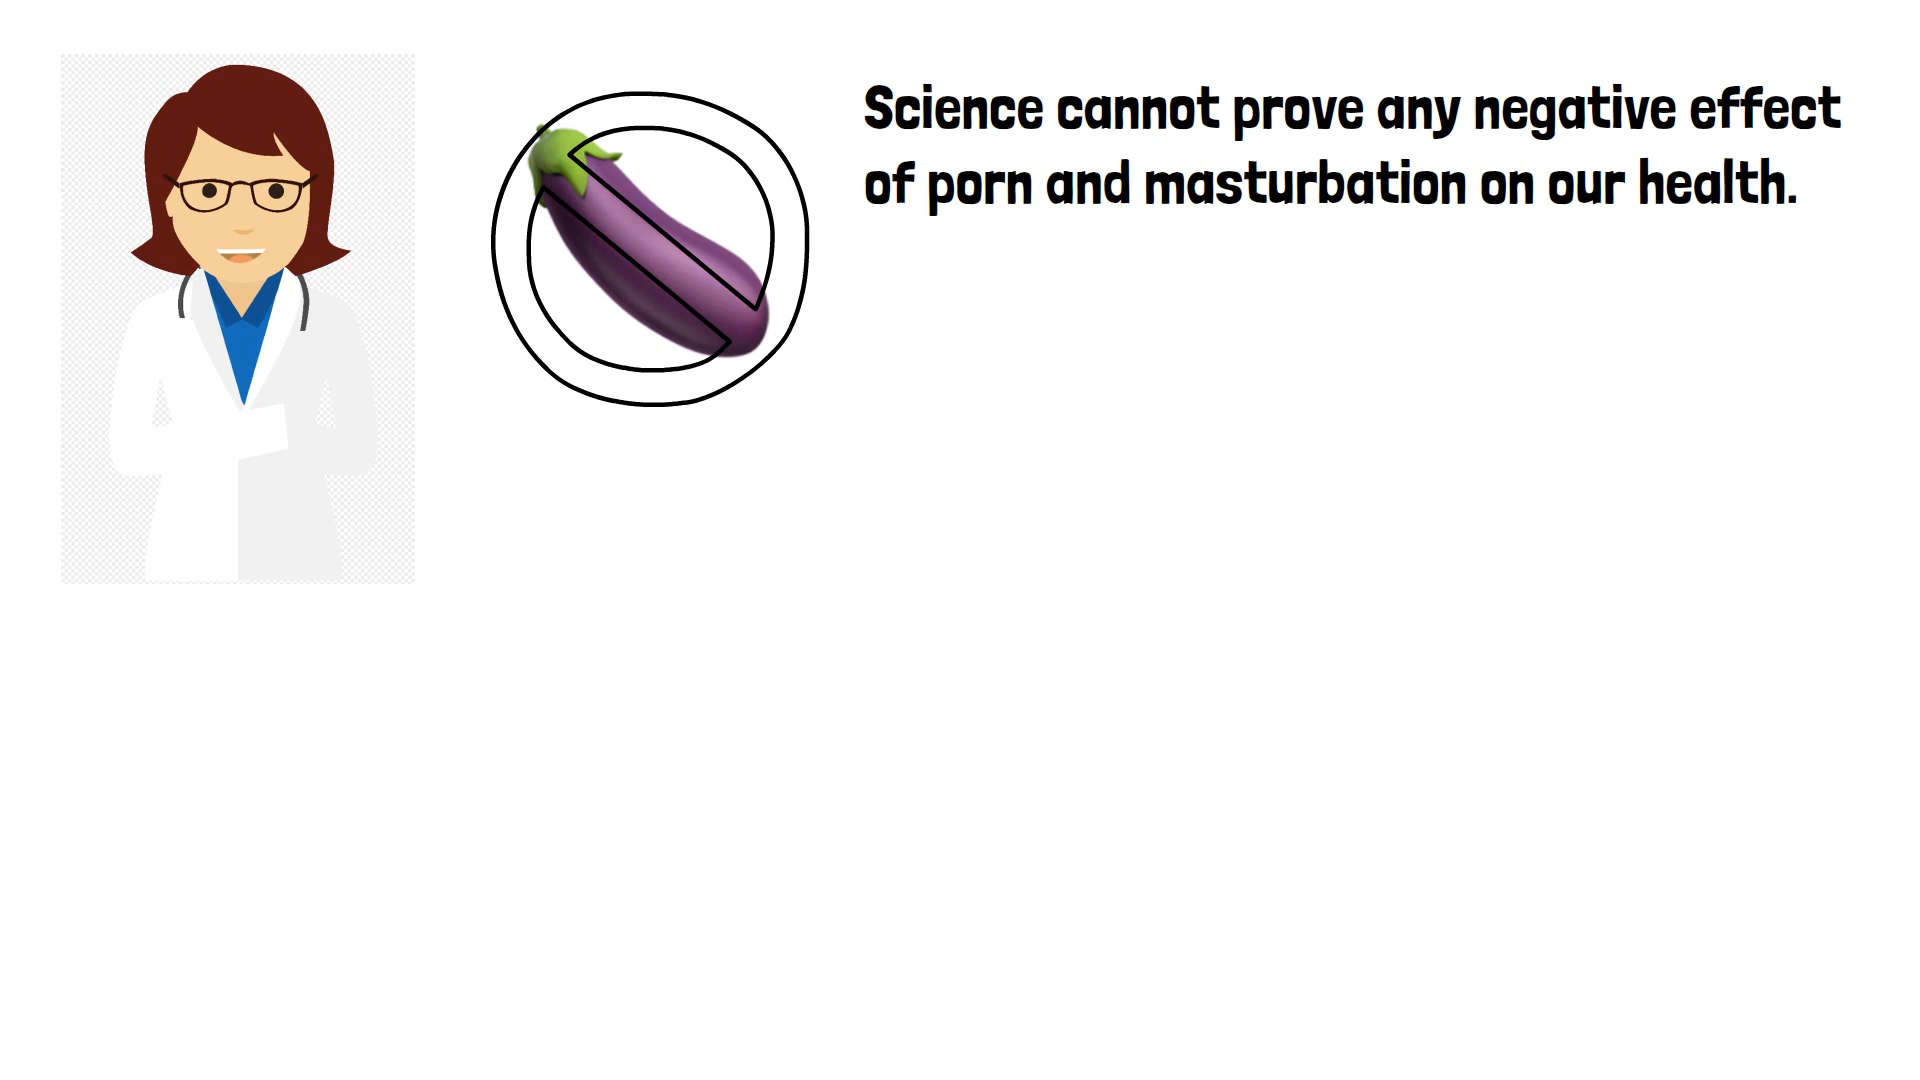 Science cannot prove any negative effect
of porn and masturbation on our health.